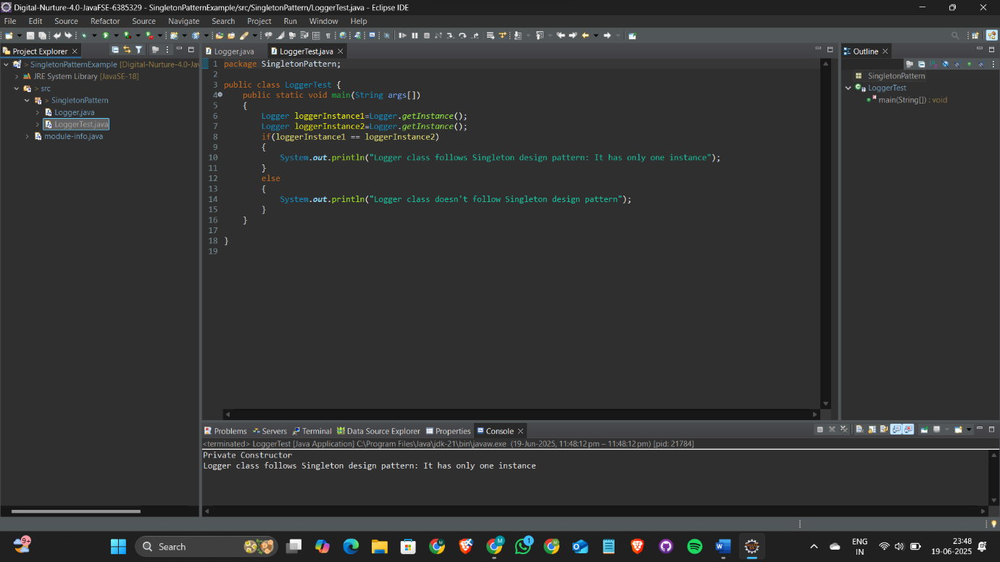 Digital-Nurture-4.0-JavaFSE-6385329 - SingletonPatternExample/src/SingletonPattern/LoggerTest.java - Eclipse IDE
File Edit Source Refactor Source Navigate Search Project Run Window Help
Project Explorer
> SingletonPatternExample [Digital-Nurture-4.0-Jav
JRE System Library [JavaSE-18]
> src
> SingletonPattern
Logger.java
LoggerTest.java
module-info.java
Logger.java LoggerTest.java
1 package SingletonPattern;
2
3 public class LoggerTest {
4 public static void main(String args[])
5 {
6 Logger loggerInstance1=Logger.getInstance();
7 Logger loggerInstance2=Logger.getInstance();
8 if(loggerInstance1 == loggerInstance2)
9 {
10 System.out.println("Logger class follows Singleton design pattern: It has only one instance");
11 }
12 else
13 {
14 System.out.println("Logger class doesn't follow Singleton design pattern");
15 }
16 }
17
18 }
19
Outline
SingletonPattern
LoggerTest
main(String[]) : void
Problems Servers Terminal Data Source Explorer Properties Console
<terminated> LoggerTest [Java Application] C:\Program Files\Java\jdk-21\bin\javaw.exe (19-Jun-2025, 11:48:12 pm – 11:48:12 pm) [pid: 21784]
Private Constructor
Logger class follows Singleton design pattern: It has only one instance
9+
Search
1
ENG
IN
23:48
19-06-2025